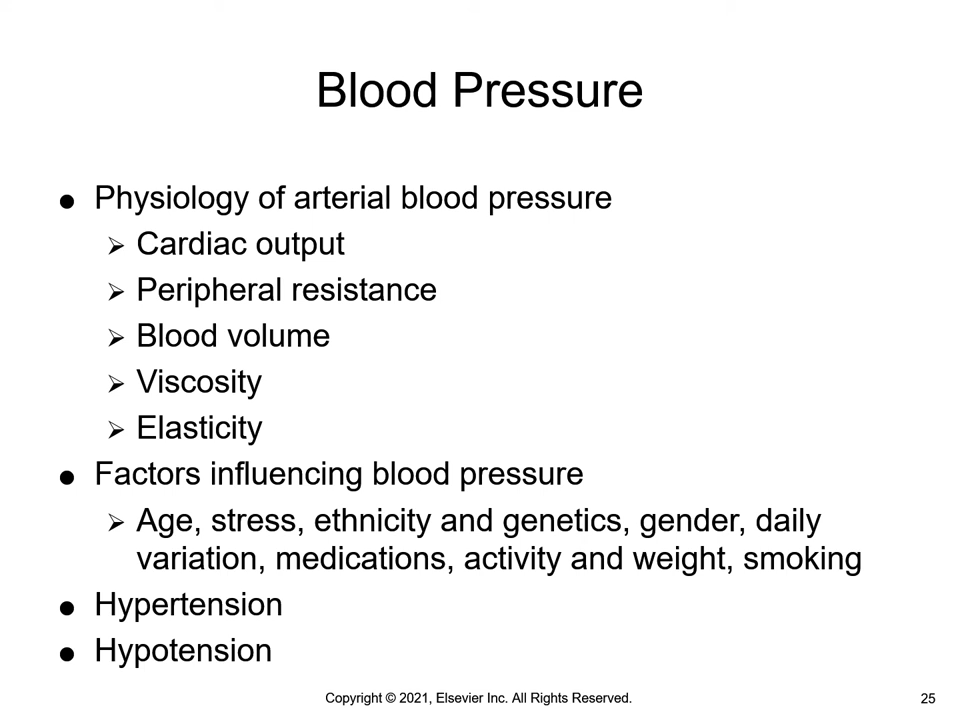 Blood Pressure
● Physiology of arterial blood pressure
➢ Cardiac output
➢ Peripheral resistance
➢ Blood volume
➢ Viscosity
➢ Elasticity
● Factors influencing blood pressure
➢ Age, stress, ethnicity and genetics, gender, daily
variation, medications, activity and weight, smoking
● Hypertension
● Hypotension
Copyright © 2021, Elsevier Inc. All Rights Reserved.
25